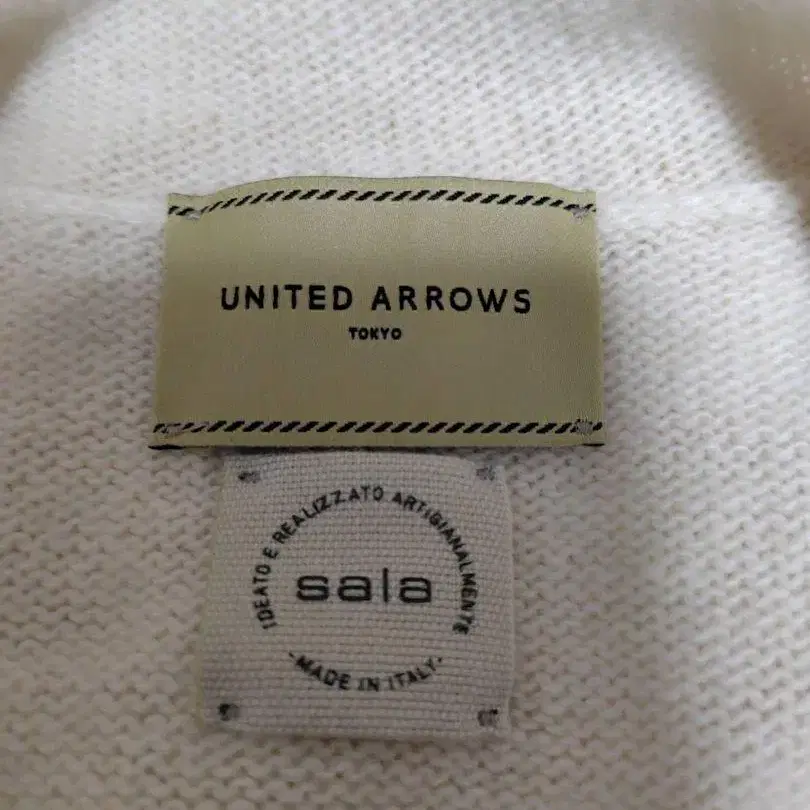 UNITED ARROWS
TOKYO
IDEATO E REALIZZATO ARTIGIANALMENTE
sala
- MADE IN ITALY -